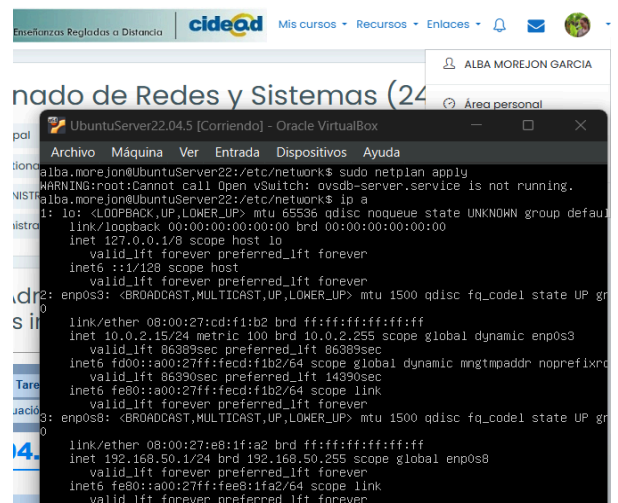 Enseñanzas Regladas a Distancia
cidead
Mis cursos Recursos Enlaces
ALBA MOREJON GARCIA
nado de Redes y Sistemas (24
Área personal
pal
UbuntuServer22.04.5 [Corriendo] - Oracle VirtualBox
Archivo Máquina Ver Entrada Dispositivos Ayuda
alba.morejon@UbuntuServer22:/etc/network$ sudo netplan apply
WARNING:root:Cannot call Open vSwitch: ovsdb-server.service is not running.
alba.morejon@UbuntuServer22:/etc/network$ ip a
1: lo: <LOOPBACK,UP,LOWER_UP> mtu 65536 qdisc noqueue state UNKNOWN group defaul
link/loopback 00:00:00:00:00:00 brd 00:00:00:00:00:00
inet 127.0.0.1/8 scope host lo
valid_lft forever preferred_lft forever
inet6 ::1/128 scope host
valid_lft forever preferred_lft forever
2: enp0s3: <BROADCAST,MULTICAST,UP,LOWER_UP> mtu 1500 qdisc fq_codel state UP gr
0
link/ether 08:00:27:cd:f1:b2 brd ff:ff:ff:ff:ff:ff
inet 10.0.2.15/24 metric 100 brd 10.0.2.255 scope global dynamic enp0s3
valid_lft 86389sec preferred_lft 86389sec
inet6 fd00::a00:27ff:fecd:f1b2/64 scope global dynamic mngtmpaddr noprefixro
valid_lft 86390sec preferred_lft 14390sec
inet6 fe80::a00:27ff:fecd:f1b2/64 scope link
valid_lft forever preferred_lft forever
3: enp0s8: <BROADCAST,MULTICAST,UP,LOWER_UP> mtu 1500 qdisc fq_codel state UP gr
0
link/ether 08:00:27:e8:1f:a2 brd ff:ff:ff:ff:ff:ff
inet 192.168.50.1/24 brd 192.168.50.255 scope global enp0s8
valid_lft forever preferred_lft forever
inet6 fe80::a00:27ff:fee8:1fa2/64 scope link
valid_lft forever preferred_lft forever
tiona
NISTR
nistra
Adr
s i
Tare
uació
04.